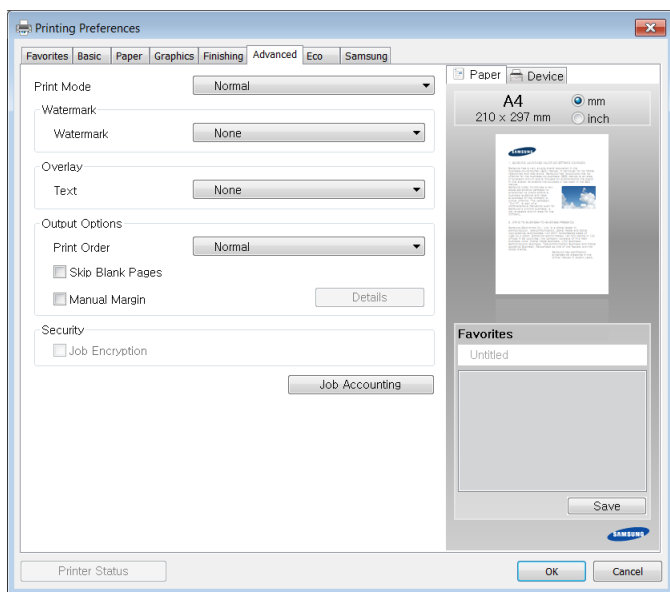 Printing Preferences
Favorites Basic Paper Graphics Finishing Advanced Eco Samsung
Print Mode Normal
Watermark
Watermark None
Overlay
Text None
Output Options
Print Order Normal
Skip Blank Pages
Manual Margin Details
Security
Job Encryption
Job Accounting
Paper Device
A4 mm
210 x 297 mm inch
SAMSUNG
Favorites
Untitled
Save
SAMSUNG
Printer Status OK Cancel